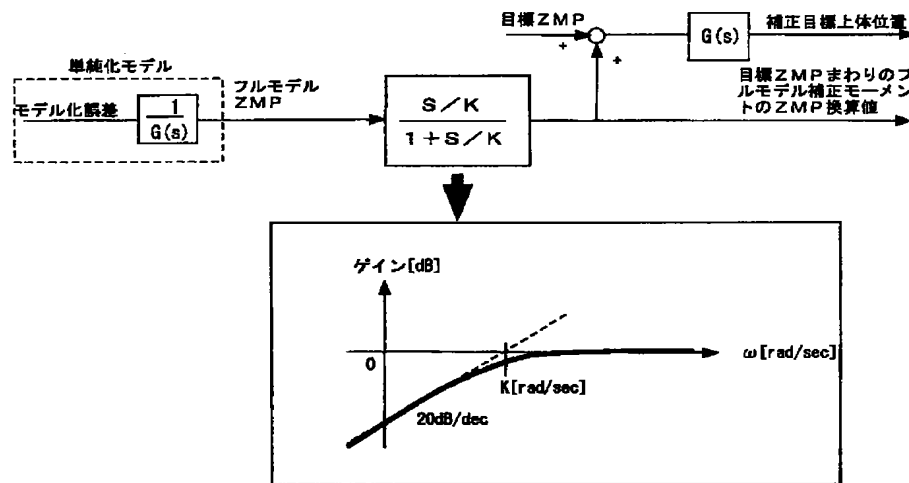 目標ZMP
+
+
G(s)
補正目標上体位置
単純化モデル
モデル化誤差
1
G(s)
フルモデル
ZMP
S/K
1+S/K
目標ZMPまわりのフ
ルモデル補正モーメン
トのZMP換算値
ゲイン[dB]
0
K[rad/sec]
ω[rad/sec]
20dB/dec